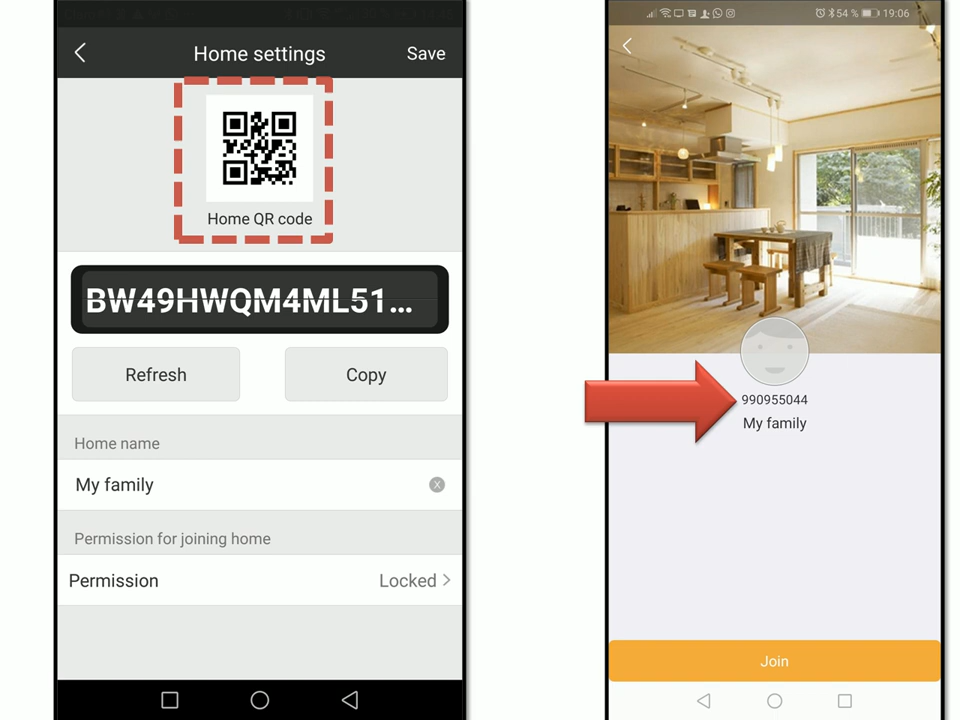 Home settings
Save
Home QR code
BW49HWQM4ML51...
Refresh
Copy
Home name
My family
Permission for joining home
Permission
Locked
54 %
19:06
990955044
My family
Join